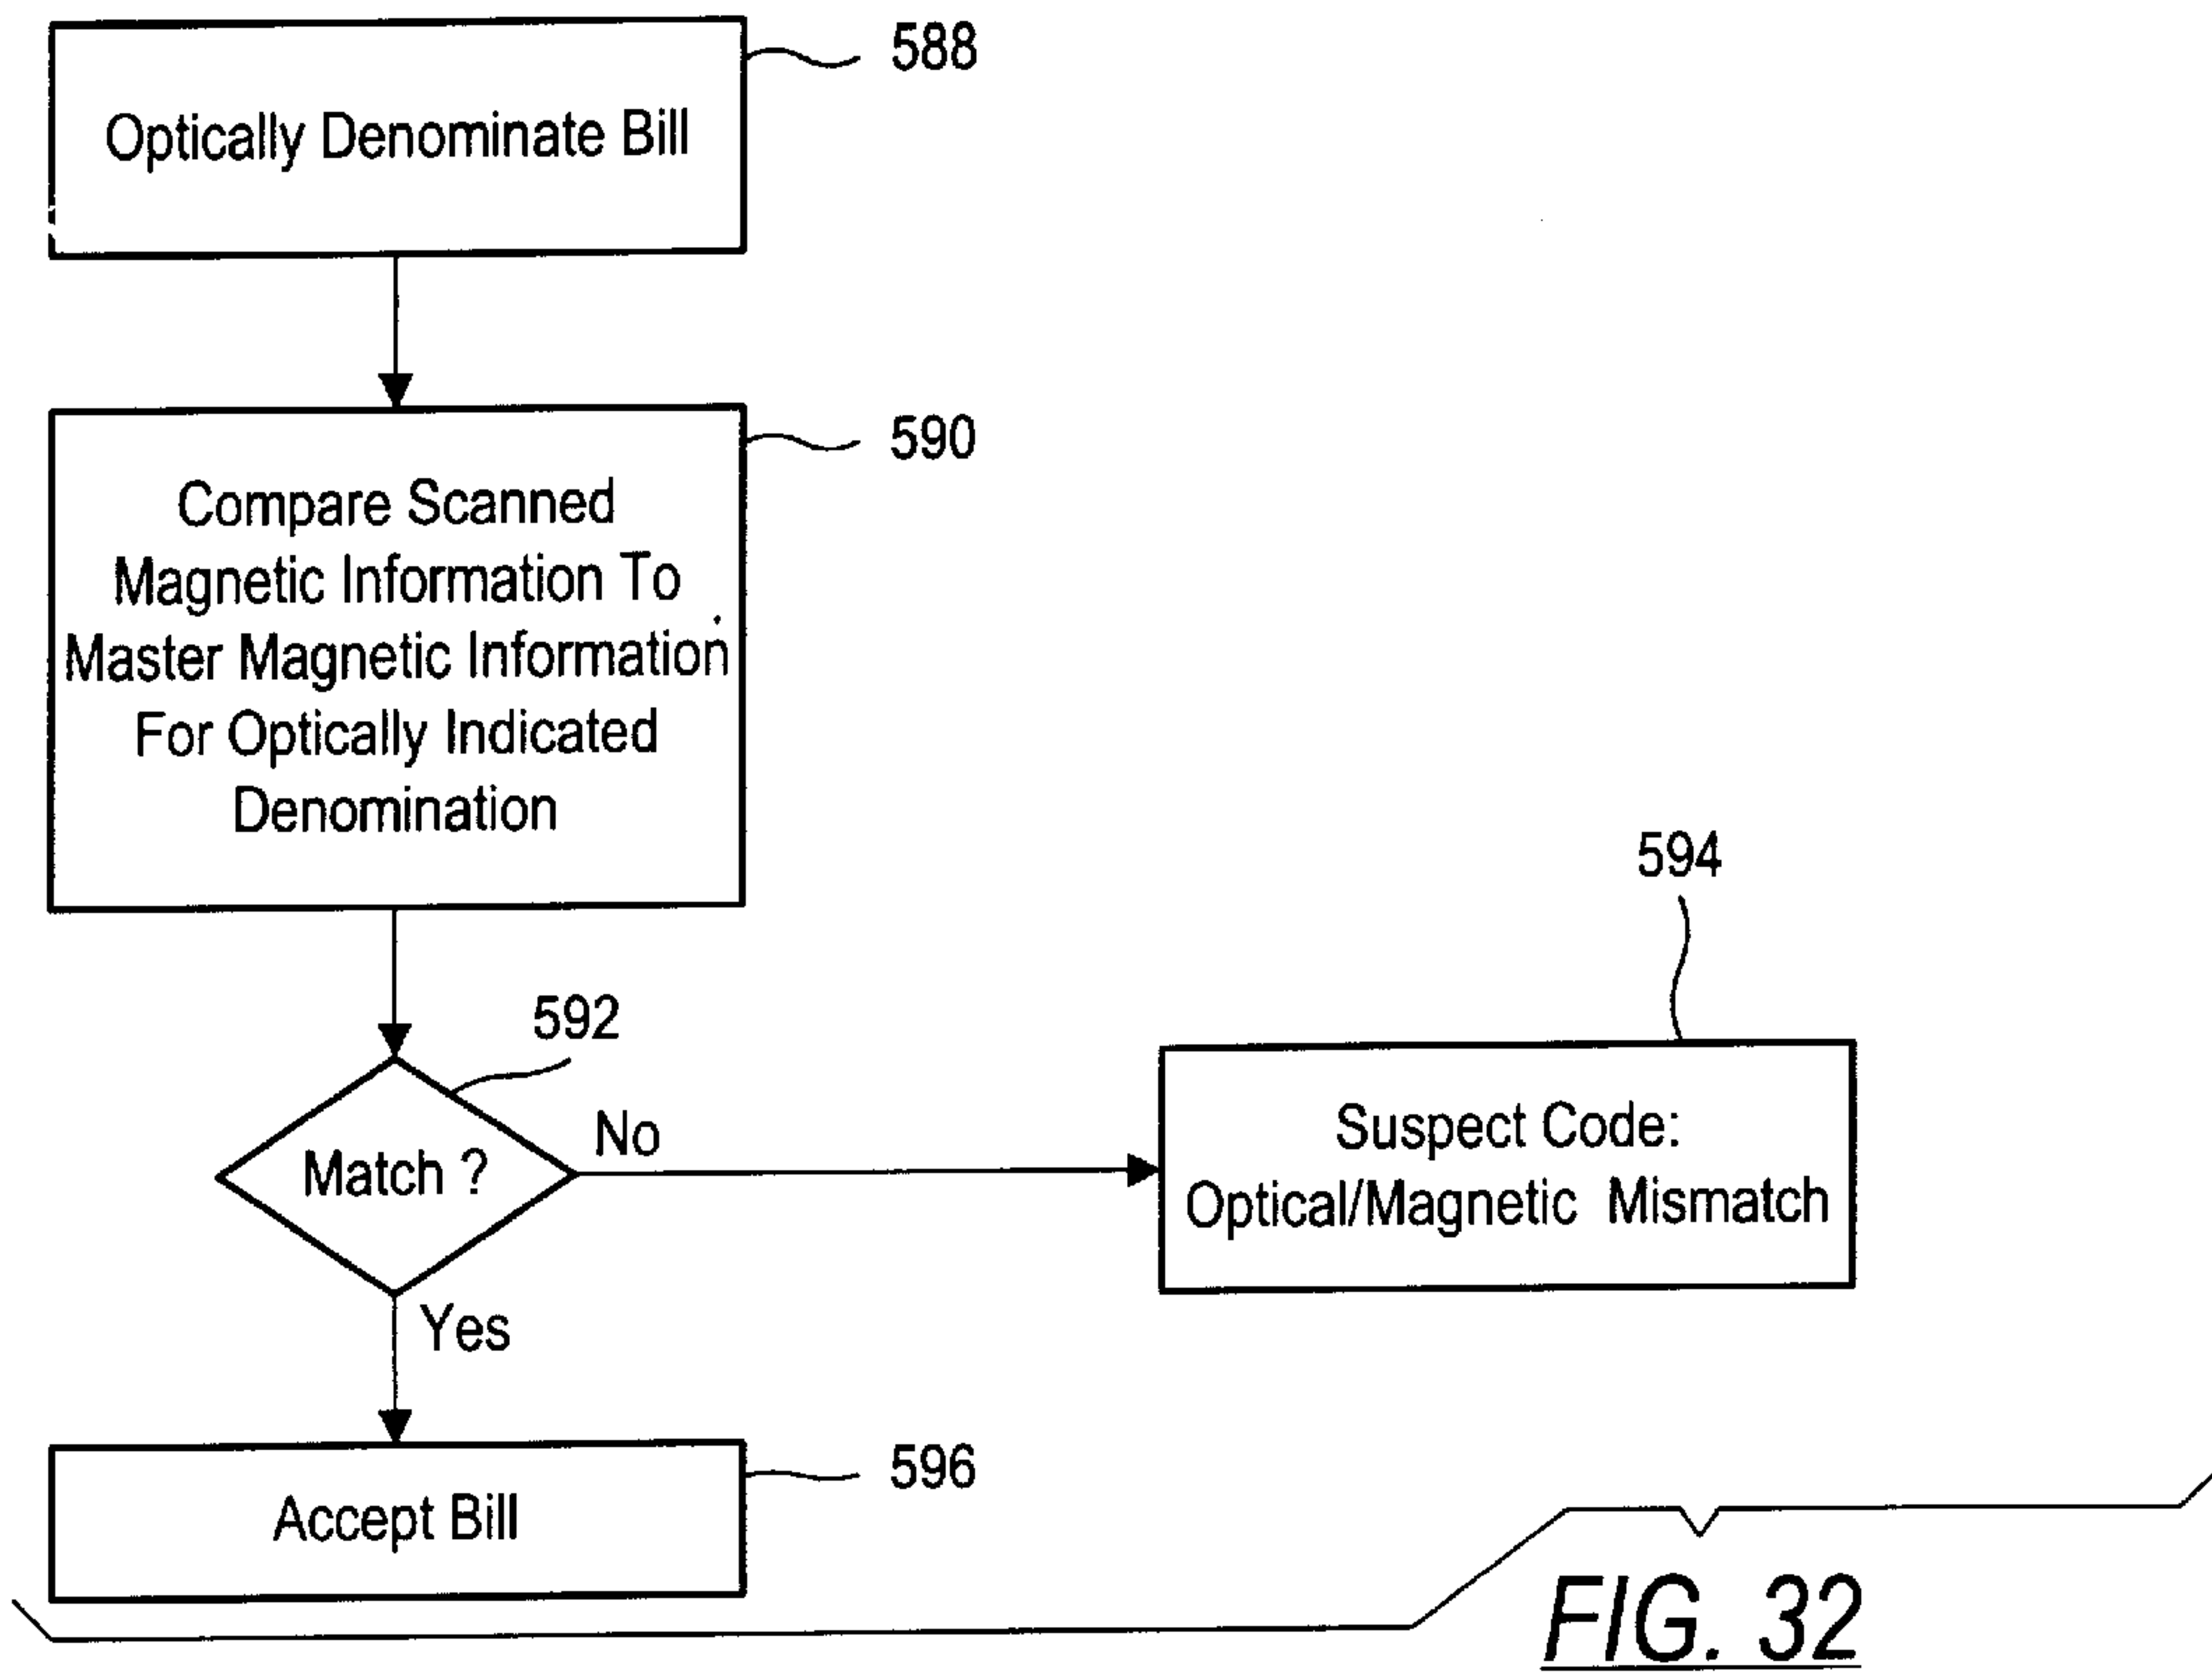 588
Optically Denominate Bill
590
Compare Scanned
Magnetic Information To
Master Magnetic Information
For Optically Indicated
Denomination
592
Match ?
No
594
Suspect Code:
Optical/Magnetic Mismatch
Yes
596
Accept Bill
FIG. 32